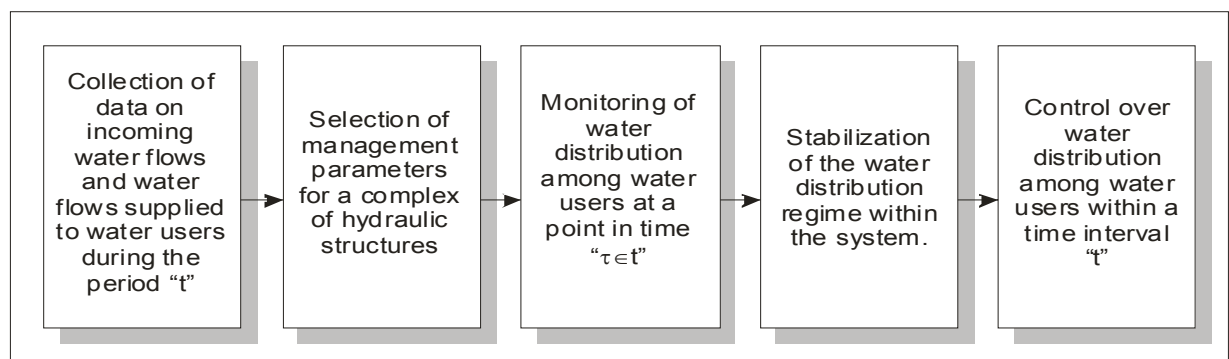 Collection of
data on
incoming
water flows
and water
flows supplied
to water users
during the
period “t”
Selection of
management
parameters
for a complex
of hydraulic
structures
Monitoring of
water
distribution
among water
users at a
point in time
“τ∈t”
Stabilization
of the water
distribution
regime within
the system.
Control over
water
distribution
among water
users within a
time interval
“t”